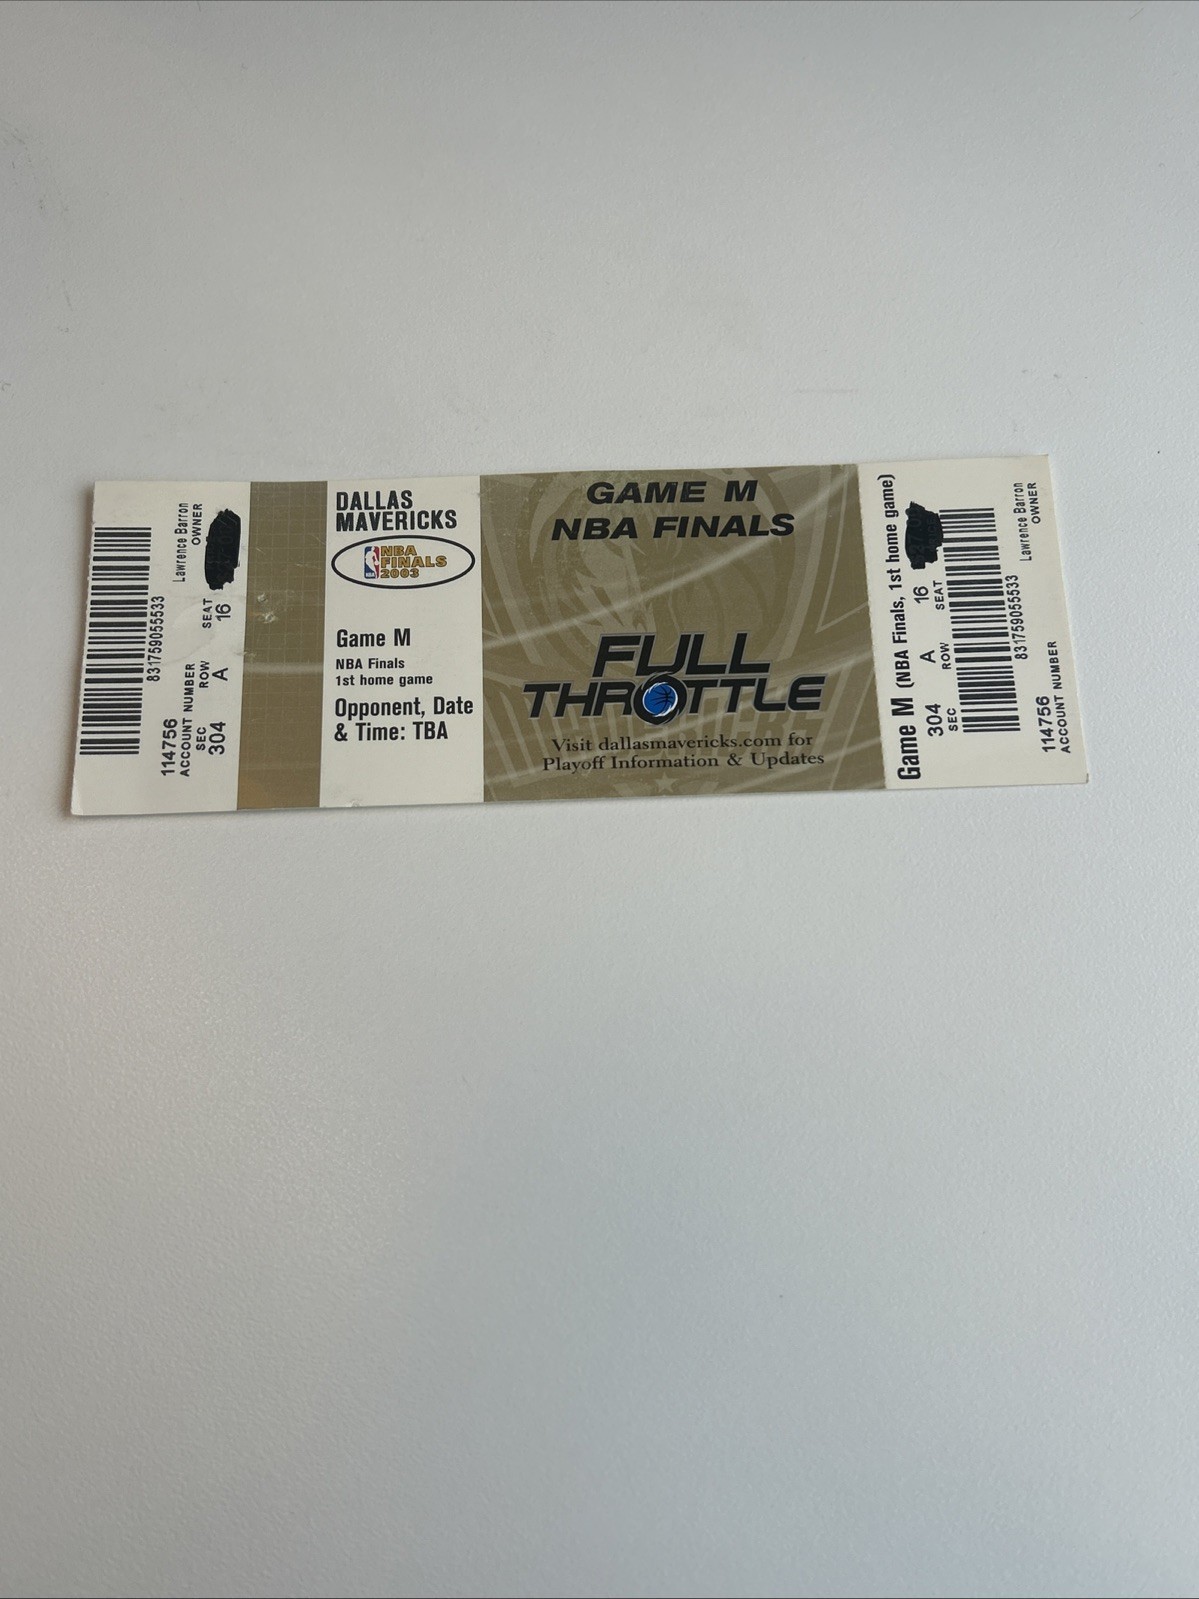 831759055533
114756
ACCOUNT NUMBER
Lawrence Barron
OWNER
SEC ROW SEAT
304 A 16
DALLAS
MAVERICKS
NBA
NBA
FINALS
2003
Game M
NBA Finals
1st home game
Opponent, Date
& Time: TBA
GAME M
NBA FINALS
FULL
THROTTLE
Visit dallasmavericks.com for
Playoff Information & Updates
Game M (NBA Finals, 1st home game)
304 A 16
SEC ROW SEAT
831759055533
Lawrence Barron
OWNER
114756
ACCOUNT NUMBER